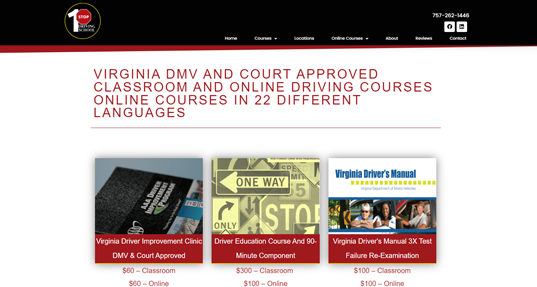 1
STOP
DRIVING
SCHOOL
757-262-1446
Home
Courses
Locations
Online Courses
About
Reviews
Contact
VIRGINIA DMV AND COURT APPROVED
CLASSROOM AND ONLINE DRIVING COURSES
ONLINE COURSES IN 22 DIFFERENT
LANGUAGES
AAA DRIVER
IMPROVEMENT
PROGRAM
Virginia Driver Improvement Clinic
DMV & Court Approved
$60 – Classroom
$60 – Online
ONE WAY
ONLY
STOP
Driver Education Course And 90-
Minute Component
$300 – Classroom
$100 – Online
Virginia Driver's Manual
Virginia Department of Motor Vehicles
Virginia Driver's Manual 3X Test
Failure Re-Examination
$100 – Classroom
$100 – Online